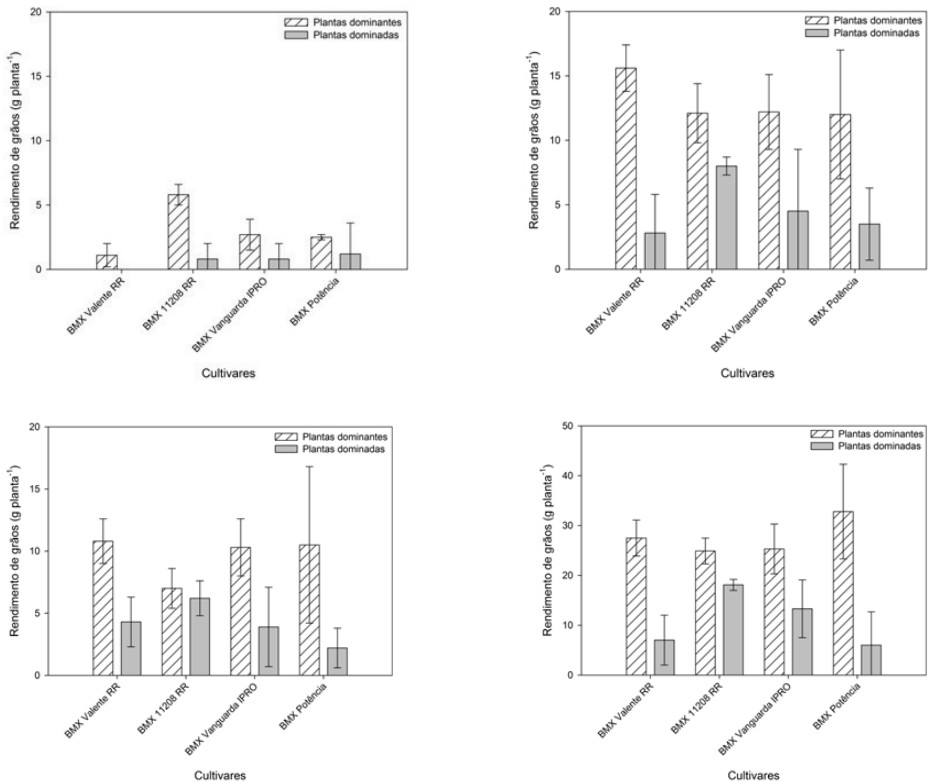 Plantas dominantes
Plantas dominadas
Rendimento de grãos (g planta⁻¹)
20
15
10
5
0
BMX Valente RR
BMX 11208 RR
BMX Vanguarda IPRO
BMX Potência
Cultivares
Plantas dominantes
Plantas dominadas
Rendimento de grãos (g planta⁻¹)
20
15
10
5
0
BMX Valente RR
BMX 11208 RR
BMX Vanguarda IPRO
BMX Potência
Cultivares
Plantas dominantes
Plantas dominadas
Rendimento de grãos (g planta⁻¹)
20
15
10
5
0
BMX Valente RR
BMX 11208 RR
BMX Vanguarda IPRO
BMX Potência
Cultivares
Plantas dominantes
Plantas dominadas
Rendimento de grãos (g planta⁻¹)
50
40
30
20
10
0
BMX Valente RR
BMX 11208 RR
BMX Vanguarda IPRO
BMX Potência
Cultivares